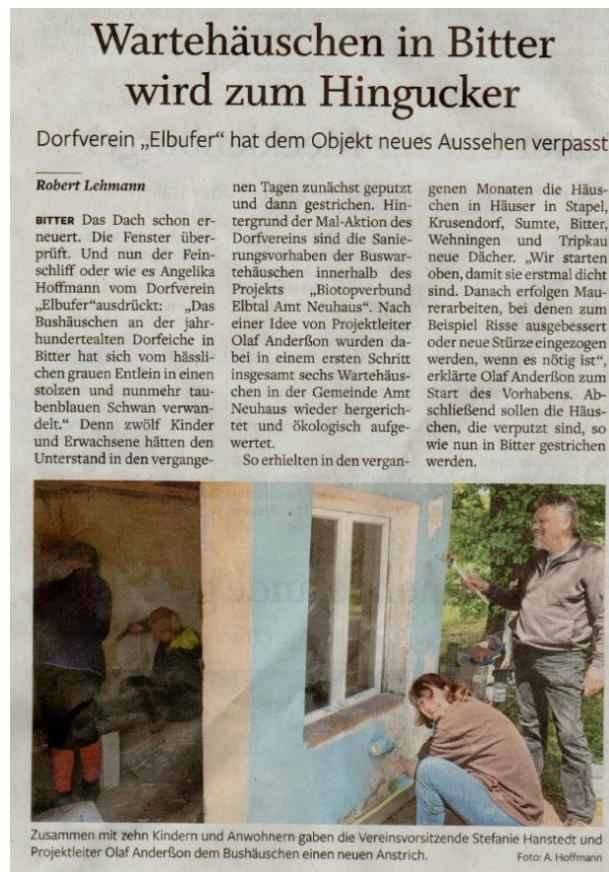 Wartehäuschen in Bitter
wird zum Hingucker
Dorfverein „Elbufer“ hat dem Objekt neues Aussehen verpasst
Robert Lehmann
BITTER Das Dach schon er-
neuert. Die Fenster über-
prüft. Und nun der Fein-
schliff oder wie es Angelika
Hoffmann vom Dorfverein
„Elbufer“ausdrückt: „Das
Bushäuschen an der jahr-
hundertealten Dorfeiche in
Bitter hat sich vom hässli-
chen grauen Entlein in einen
stolzen und nunmehr tau-
benblauen Schwan verwan-
delt.“ Denn zwölf Kinder
und Erwachsene hätten den
Unterstand in den vergange-
nen Tagen zunächst geputzt
und dann gestrichen. Hin-
tergrund der Mal-Aktion des
Dorfvereins sind die Sanie-
rungsvorhaben der Buswar-
tehäuschen innerhalb des
Projekts „Biotopverbund
Elbtal Amt Neuhaus“. Nach
einer Idee von Projektleiter
Olaf Anderßon wurden da-
bei in einem ersten Schritt
insgesamt sechs Wartehäus-
chen in der Gemeinde Amt
Neuhaus wieder hergerich-
tet und ökologisch aufge-
wertet.
So erhielten in den vergan-
genen Monaten die Häus-
chen in Häuser in Stapel,
Krusendorf, Sumte, Bitter,
Wehningen und Tripkau
neue Dächer. „Wir starten
oben, damit sie erstmal dicht
sind. Danach erfolgen Mau-
rerarbeiten, bei denen zum
Beispiel Risse ausgebessert
oder neue Stürze eingezogen
werden, wenn es nötig ist“,
erklärte Olaf Anderßon zum
Start des Vorhabens. Ab-
schließend sollen die Häus-
chen, die verputzt sind, so
wie nun in Bitter gestrichen
werden.
Zusammen mit zehn Kindern und Anwohnern gaben die Vereinsvorsitzende Stefanie Hanstedt und
Projektleiter Olaf Anderßon dem Bushäuschen einen neuen Anstrich.
Foto: A. Hoffmann